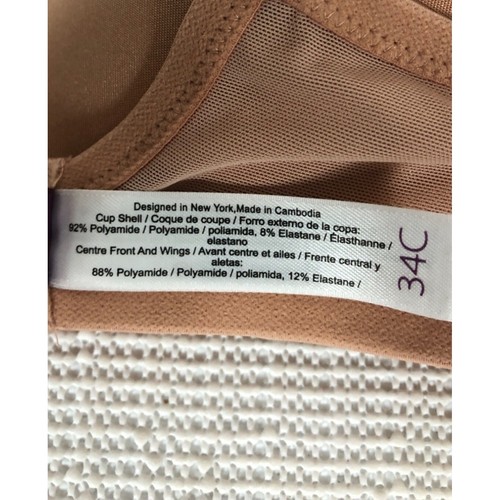 Designed in New York,Made in Cambodia
Cup Shell / Coque de coupe / Forro externo de la copa:
92% Polyamide / Polyamide / poliamida, 8% Elastane / Élasthanne /
elastano
Centre Front And Wings / Avant centre et ailes / Frente central y
aletas:
88% Polyamide / Polyamide / poliamida, 12% Elastane /
34C